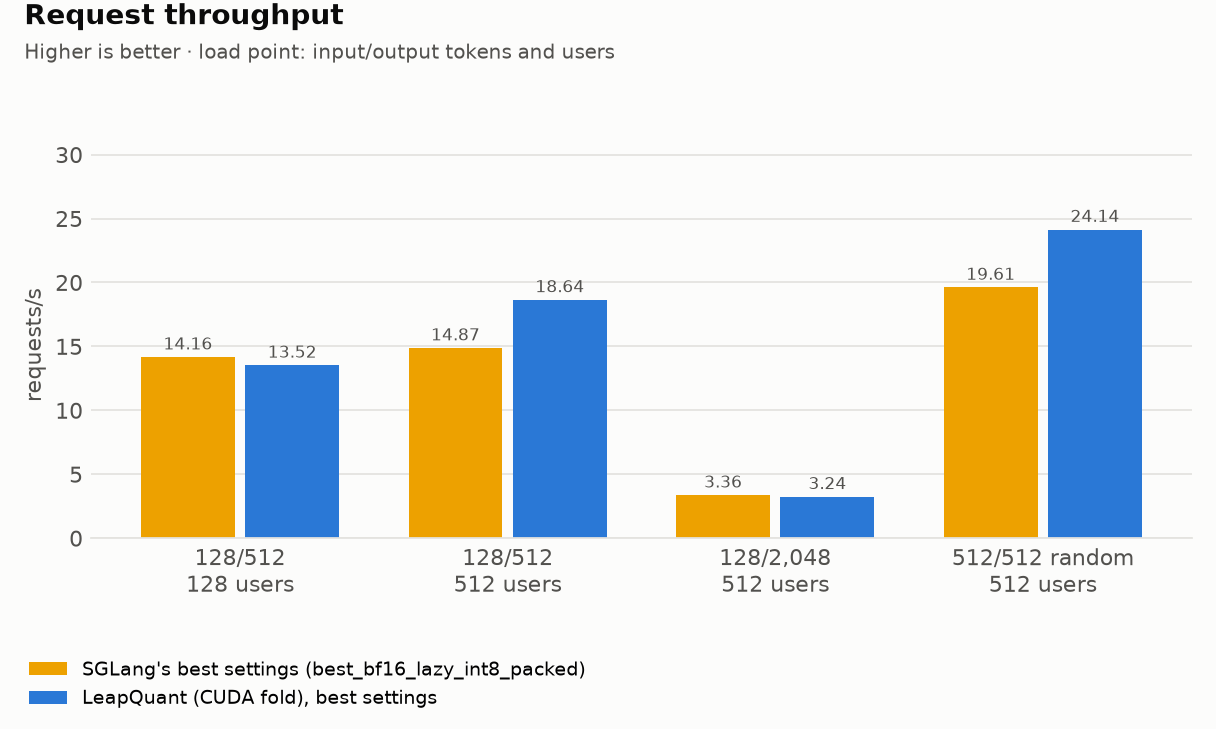 Request throughput
Higher is better · load point: input/output tokens and users
requests/s
30
25
20
15
10
5
0
14.16
13.52
14.87
18.64
3.36
3.24
19.61
24.14
128/512
128 users
128/512
512 users
128/2,048
512 users
512/512 random
512 users
SGLang's best settings (best_bf16_lazy_int8_packed)
LeapQuant (CUDA fold), best settings